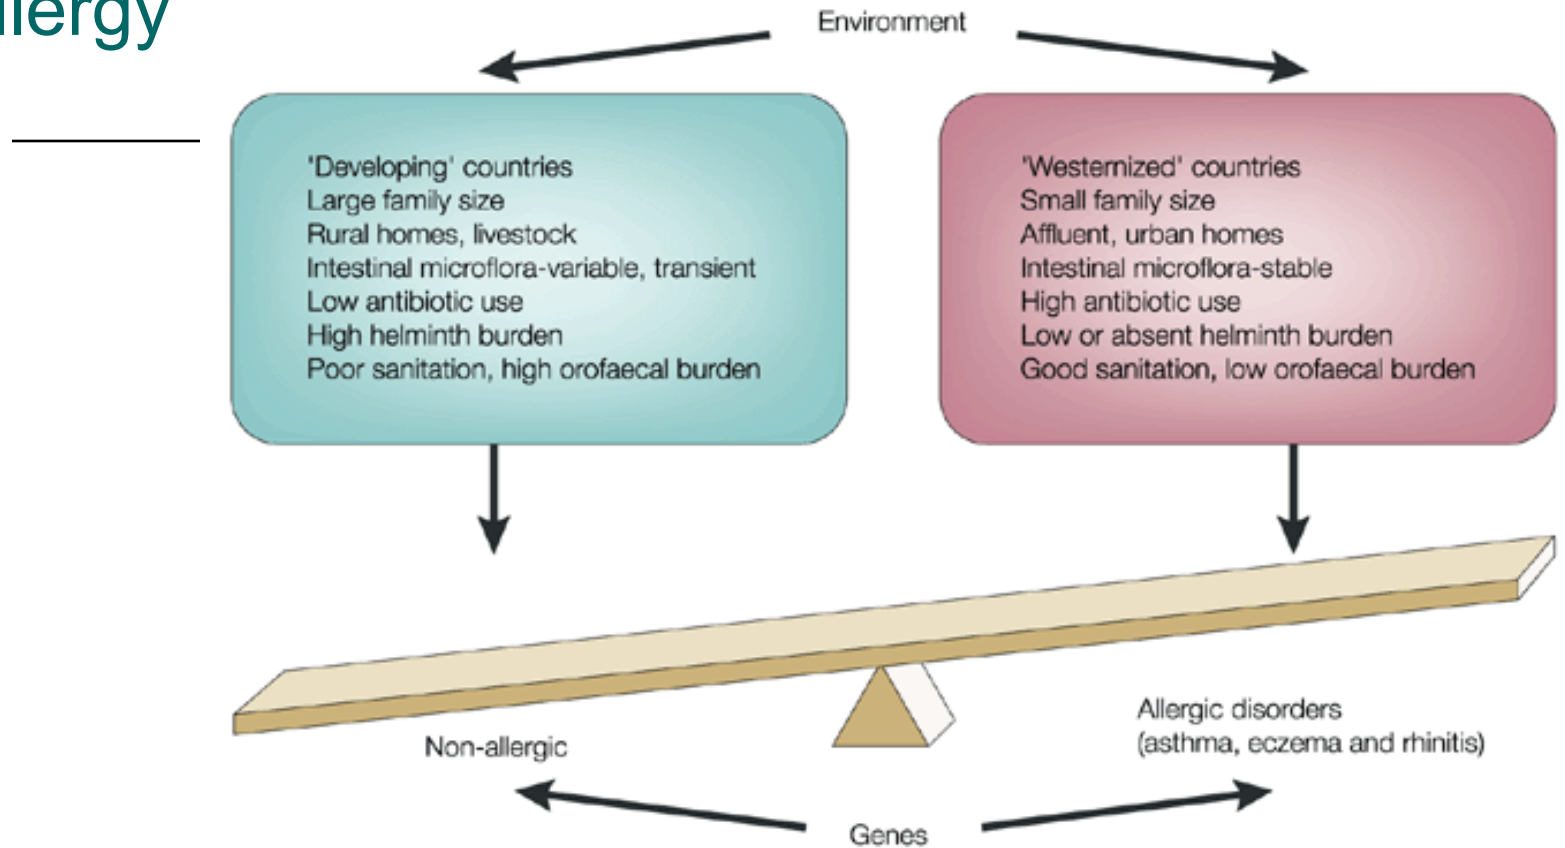 llergy
Environment
'Developing' countries
Large family size
Rural homes, livestock
Intestinal microflora-variable, transient
Low antibiotic use
High helminth burden
Poor sanitation, high orofaecal burden
'Westernized' countries
Small family size
Affluent, urban homes
Intestinal microflora-stable
High antibiotic use
Low or absent helminth burden
Good sanitation, low orofaecal burden
Non-allergic
Allergic disorders
(asthma, eczema and rhinitis)
Genes